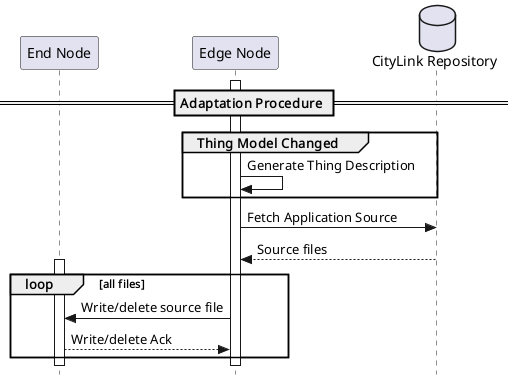 End Node
Edge Node
CityLink Repository
Adaptation Procedure
Thing Model Changed
Generate Thing Description
Fetch Application Source
Source files
loop [all files]
Write/delete source file
Write/delete Ack